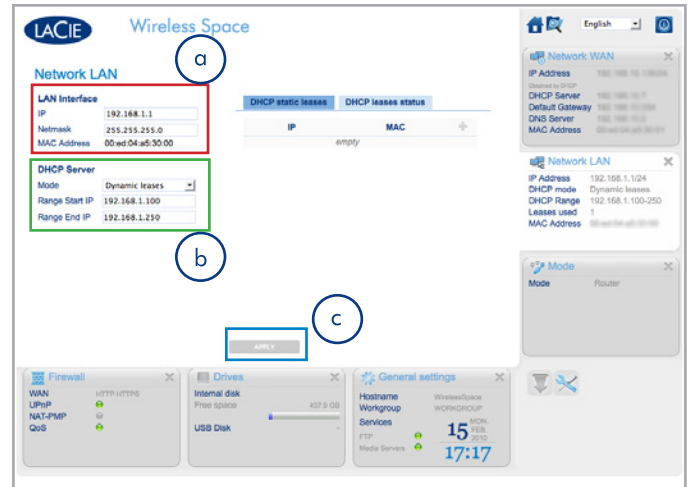 LACIE
Wireless Space
English
a
Network LAN
LAN Interface
IP 192.168.1.1
Netmask 255.255.255.0
MAC Address 00:ed:04:a5:30:00
DHCP Server
Mode Dynamic leases
Range Start IP 192.168.1.100
Range End IP 192.168.1.250
b
DHCP static leases DHCP leases status
IP MAC
empty
c
APPLY
Network WAN
IP Address
Obtained by DHCP
DHCP Server
Default Gateway
DNS Server
MAC Address
Network LAN
IP Address 192.168.1.1/24
DHCP mode Dynamic leases
DHCP Range 192.168.1.100-250
Leases used 1
MAC Address
Mode
Mode Router
Firewall
WAN HTTP HTTPS
UPnP
NAT-PMP
QoS
Drives
Internal disk
Free space 437,5 GB
USB Disk -
General settings
Hostname WirelessSpace
Workgroup WORKGROUP
Services
FTP
Media Servers
15 MON. FEB. 2010
17:17